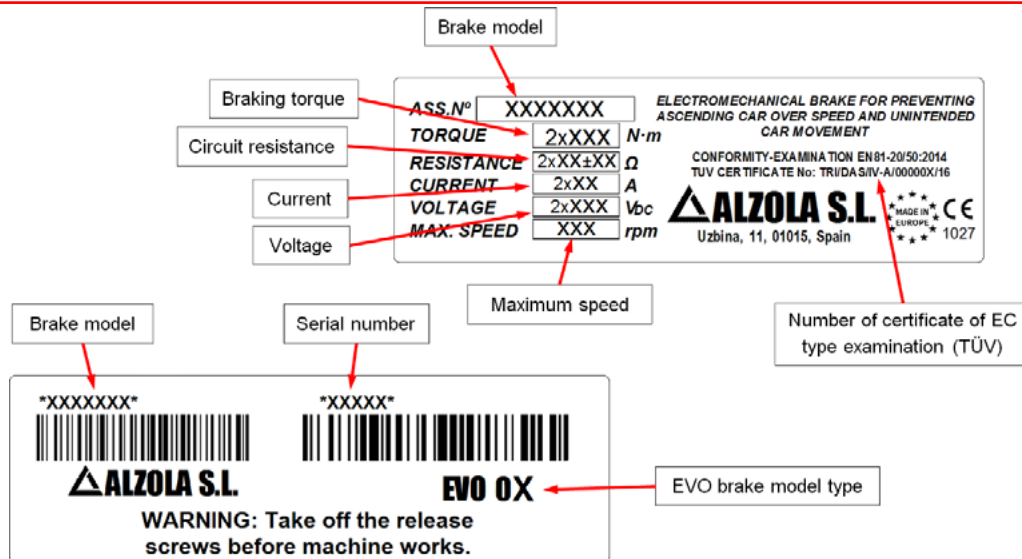 Brake model
Braking torque
Circuit resistance
Current
Voltage
ASS.Nº XXXXXXX
TORQUE 2xXXX N·m
RESISTANCE 2xXX±XX Ω
CURRENT 2xXX A
VOLTAGE 2xXXX VDC
MAX. SPEED XXX rpm
ELECTROMECHANICAL BRAKE FOR PREVENTING
ASCENDING CAR OVER SPEED AND UNINTENDED
CAR MOVEMENT
CONFORMITY-EXAMINATION EN81-20/50:2014
TUV CERTIFICATE No: TRI/DAS/IV-A/00000X/16
ALZOLA S.L.
Uzbina, 11, 01015, Spain
MADE IN
EUROPE
CE
1027
Maximum speed
Number of certificate of EC
type examination (TÜV)
Brake model
Serial number
*XXXXXXX*
*XXXXX*
ALZOLA S.L.
EVO 0X
EVO brake model type
WARNING: Take off the release
screws before machine works.